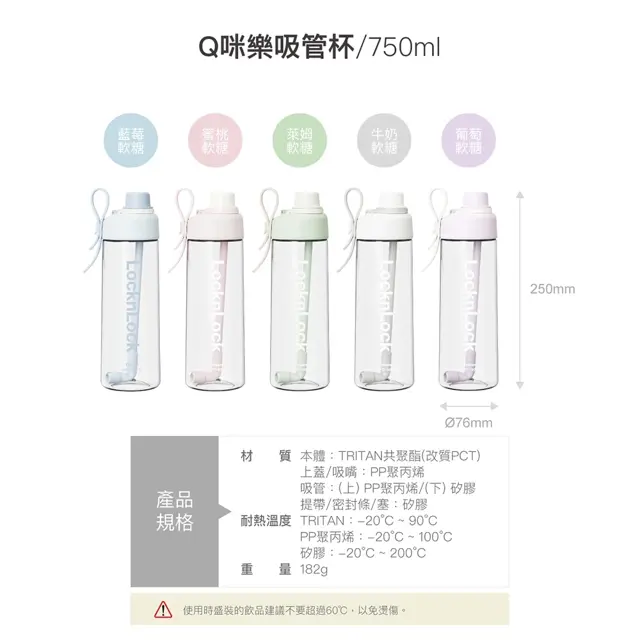 Q咪樂吸管杯/750ml
藍莓
軟糖
蜜桃
軟糖
萊姆
軟糖
牛奶
軟糖
葡萄
軟糖
LocknLock
LocknLock
LocknLock
LocknLock
LocknLock
250mm
Ø76mm
產品
規格
材 質 本體：TRITAN共聚酯(改質PCT)
上蓋/吸嘴：PP聚丙烯
吸管：(上) PP聚丙烯/(下) 矽膠
提帶/密封條/塞：矽膠
耐熱溫度 TRITAN：-20°C ~ 90°C
PP聚丙烯：-20°C ~ 100°C
矽膠：-20°C ~ 200°C
重 量 182g
使用時盛裝的飲品建議不要超過60℃，以免燙傷。